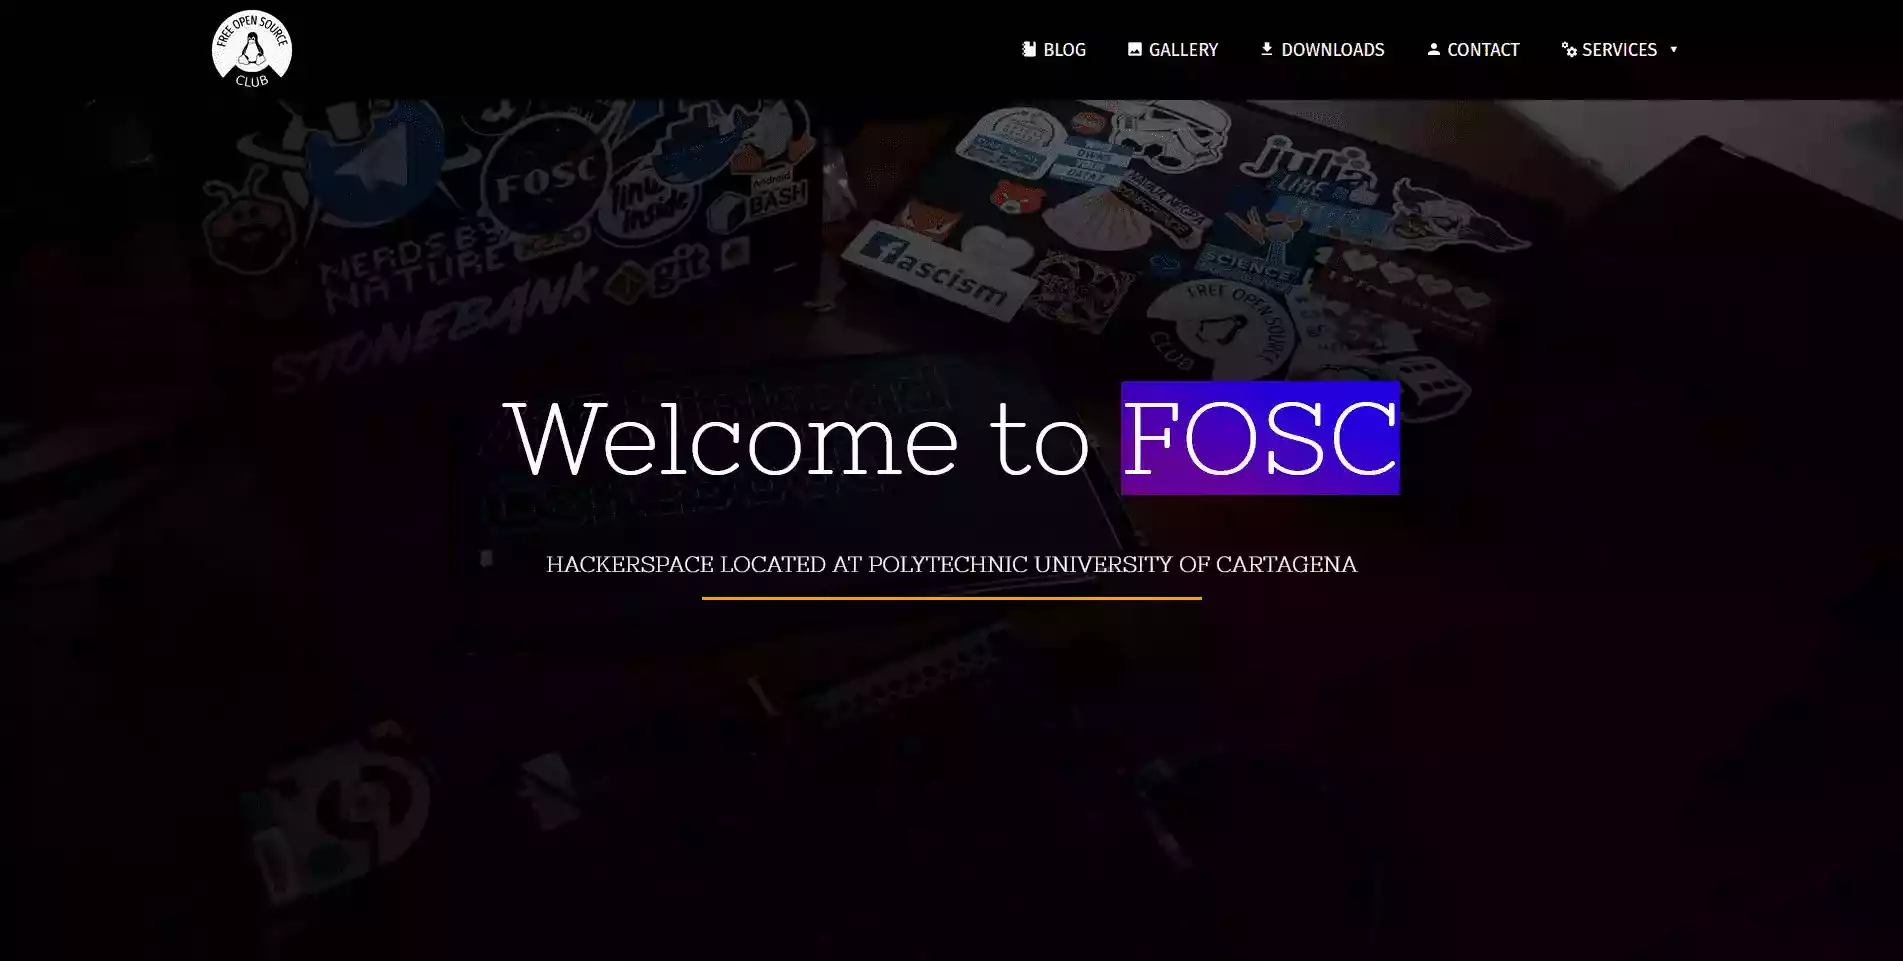 FREE OPEN SOURCE
CLUB
BLOG
GALLERY
DOWNLOADS
CONTACT
SERVICES
FOSC
linux
inside
Android
BASH
NERDS BY
NATURE
git
STONEBANK
julia
fascism
SCIENCE
FREE OPEN SOURCE
CLUB
Welcome to FOSC
HACKERSPACE LOCATED AT POLYTECHNIC UNIVERSITY OF CARTAGENA